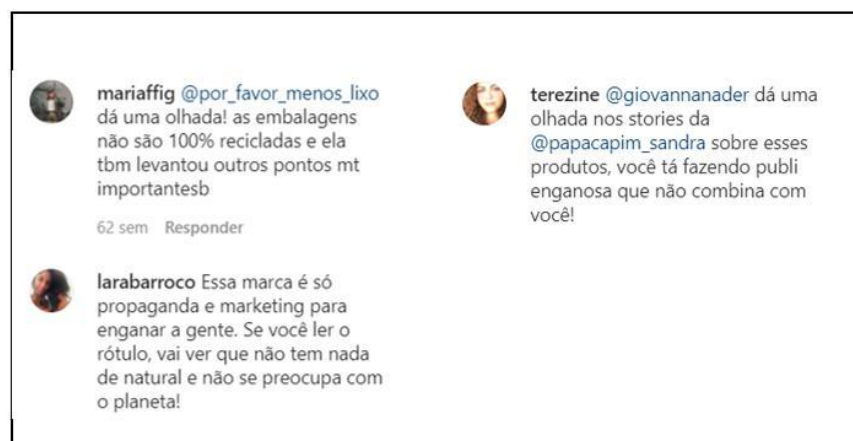 mariaffig @por_favor_menos_lixo
dá uma olhada! as embalagens
não são 100% recicladas e ela
tbm levantou outros pontos mt
importantesb
62 sem Responder
larabarroco Essa marca é só
propaganda e marketing para
enganar a gente. Se você ler o
rótulo, vai ver que não tem nada
de natural e não se preocupa com
o planeta!
terezine @giovannanader dá uma
olhada nos stories da
@papacapim_sandra sobre esses
produtos, você tá fazendo publi
enganosa que não combina com
você!